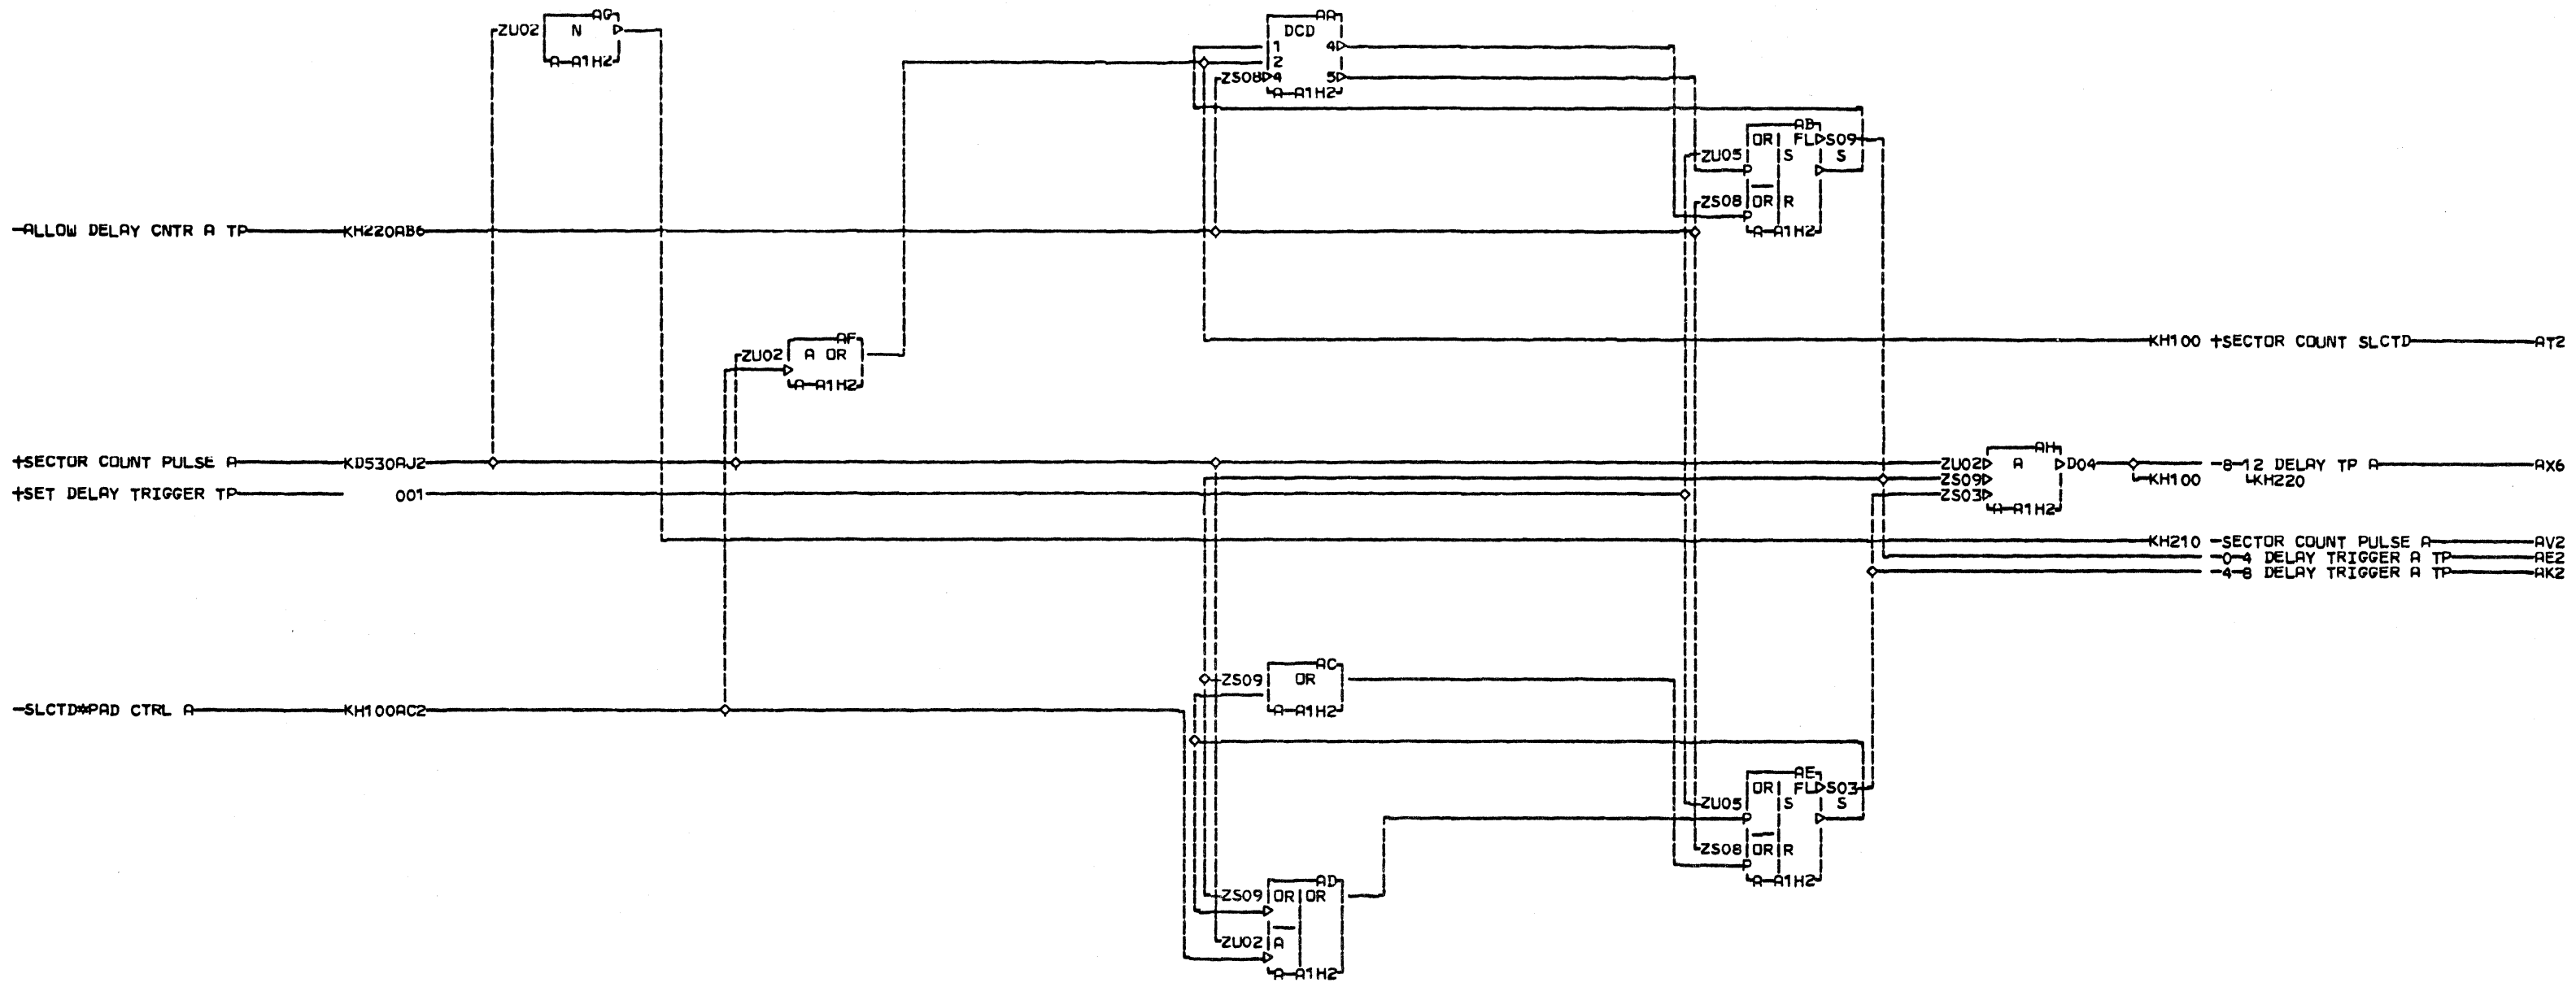 AG
ZU02 N
A-A1H2
AA
DCD
1 4
2
ZS08 4 5
A-A1H2
AB
OR FL S09
ZU05 S S
ZS08 OR R
A-A1H2
-ALLOW DELAY CNTR A TP KH220AB6
AF
ZU02 A OR
A-A1H2
KH100 +SECTOR COUNT SLCTD AT2
AH
+SECTOR COUNT PULSE A KD530AJ2 ZU02 A D04 -8-12 DELAY TP A AX6
ZS09 KH100 KH220
+SET DELAY TRIGGER TP 001 ZS03
A-A1H2
KH210 -SECTOR COUNT PULSE A AV2
-0-4 DELAY TRIGGER A TP AE2
-4-8 DELAY TRIGGER A TP AK2
AC
ZS09 OR
A-A1H2
-SLCTD*PAD CTRL A KH100AC2
AE
OR FL S03
ZU05 S S
ZS08 OR R
A-A1H2
AD
ZS09 OR OR
ZU02 A
A-A1H2